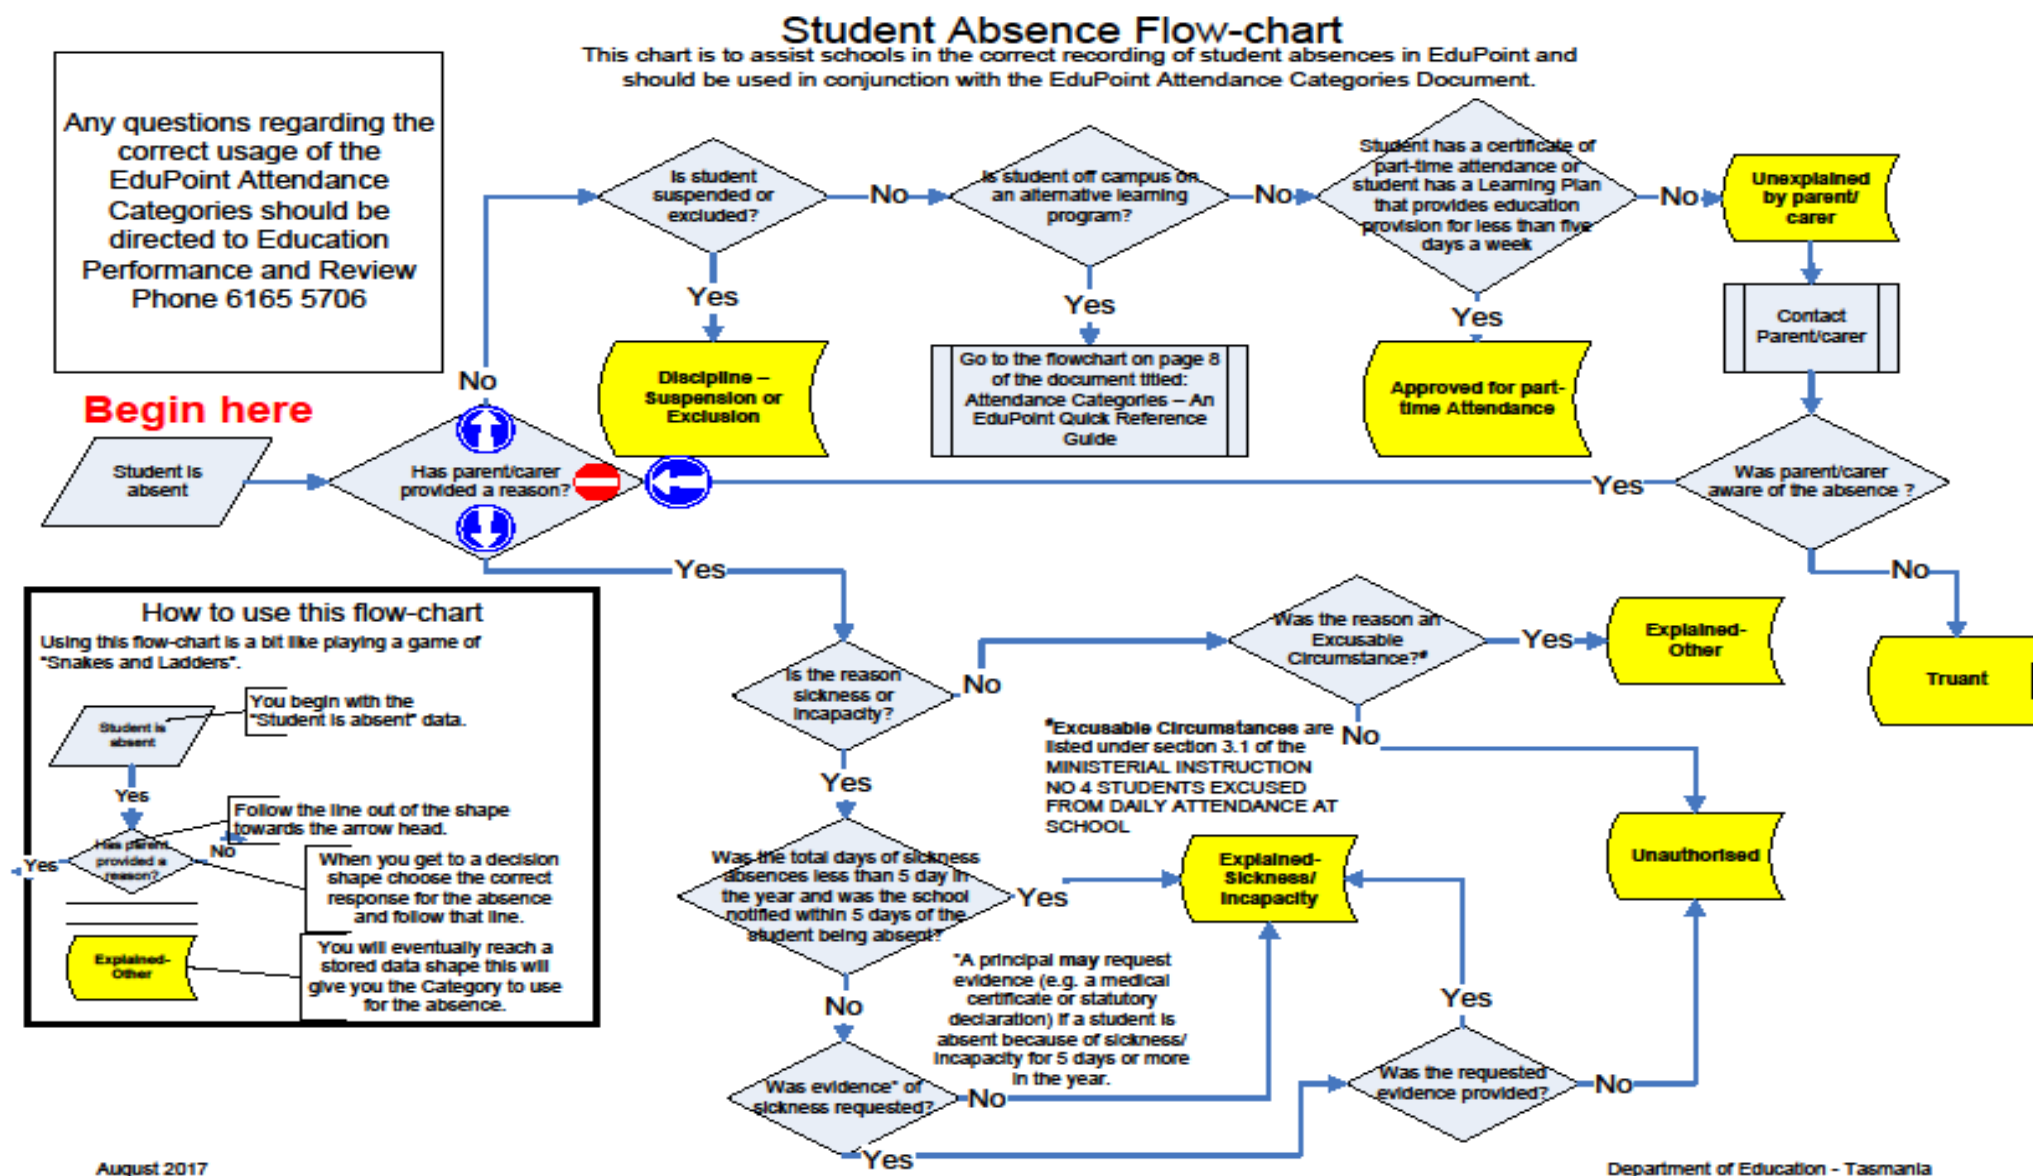 Student Absence Flow-chart
This chart is to assist schools in the correct recording of student absences in EduPoint and
should be used in conjunction with the EduPoint Attendance Categories Document.
Any questions regarding the
correct usage of the
EduPoint Attendance
Categories should be
directed to Education
Performance and Review
Phone 6165 5706
Is student
suspended or
excluded?
No
Is student off campus on
an alternative learning
program?
No
Student has a certificate of
part-time attendance or
student has a Learning Plan
that provides education
provision for less than five
days a week
No
Unexplained
by parent/
carer
Yes
Yes
Yes
Contact
Parent/carer
No
Discipline –
Suspension or
Exclusion
Go to the flowchart on page 8
of the document titled:
Attendance Categories – An
EduPoint Quick Reference
Guide
Approved for part-
time Attendance
Begin here
Student is
absent
Has parent/carer
provided a reason?
Yes
Was parent/carer
aware of the absence ?
Yes
No
How to use this flow-chart
Using this flow-chart is a bit like playing a game of
"Snakes and Ladders".
You begin with the
"Student is absent" data.
Student is
absent
Yes
Follow the line out of the shape
towards the arrow head.
Has parent
provided a
reason?
Yes
No
When you get to a decision
shape choose the correct
response for the absence
and follow that line.
Explained-
Other
You will eventually reach a
stored data shape this will
give you the Category to use
for the absence.
Is the reason
sickness or
incapacity?
No
Was the reason an
Excusable
Circumstance?#
Yes
Explained-
Other
Truant
No
#Excusable Circumstances are
listed under section 3.1 of the
MINISTERIAL INSTRUCTION
NO 4 STUDENTS EXCUSED
FROM DAILY ATTENDANCE AT
SCHOOL
Yes
Was the total days of sickness
absences less than 5 day in
the year and was the school
notified within 5 days of the
student being absent?
Yes
Explained-
Sickness/
Incapacity
Unauthorised
No
*A principal may request
evidence (e.g. a medical
certificate or statutory
declaration) if a student is
absent because of sickness/
incapacity for 5 days or more
in the year.
Yes
Was evidence* of
sickness requested?
No
Was the requested
evidence provided?
No
Yes
August 2017
Department of Education - Tasmania